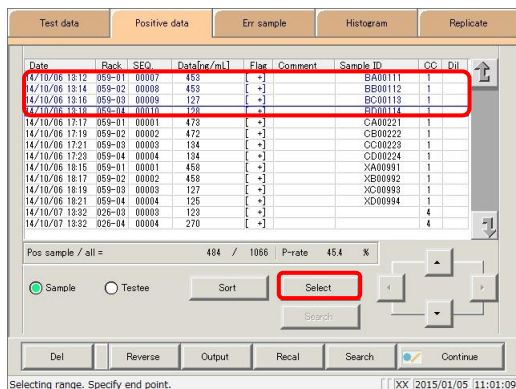 Test data Positive data Err sample Histogram Replicate
Date Rack SEQ. Data[ng/mL] Flag Comment Sample ID CC Dil
14/10/06 13:12 059-01 00007 453 [ +] BA00111 1
14/10/06 13:14 059-02 00008 453 [ +] BB00112 1
14/10/06 13:16 059-03 00009 127 [ +] BC00113 1
14/10/06 13:18 059-04 00010 128 [ +] BD00114 1
14/10/06 17:17 059-01 00001 473 [ +] CA00221 1
14/10/06 17:19 059-02 00002 472 [ +] CB00222 1
14/10/06 17:21 059-03 00003 134 [ +] CC00223 1
14/10/06 17:23 059-04 00004 134 [ +] CD00224 1
14/10/06 18:15 059-01 00001 458 [ +] XA00991 1
14/10/06 18:17 059-02 00002 458 [ +] XB00992 1
14/10/06 18:19 059-03 00003 127 [ +] XC00993 1
14/10/06 18:21 059-04 00004 125 [ +] XD00994 1
14/10/07 13:32 026-03 00003 123 [ +] 4
14/10/07 13:32 026-04 00004 270 [ +] 4
Pos sample / all = 484 / 1066 P-rate 45.4 %
Sample Testee Sort Select
Search
Del Reverse Output Recal Search Continue
Selecting range. Specify end point. XX 2015/01/05 11:01:09